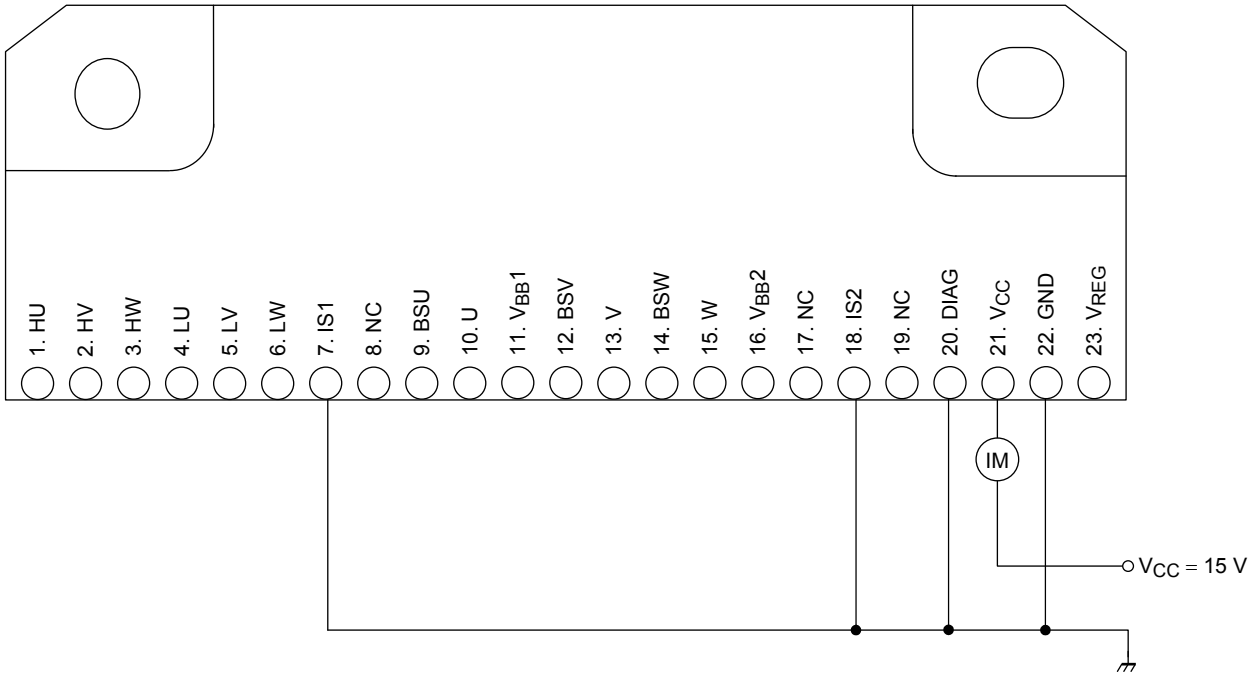 1. HU
2. HV
3. HW
4. LU
5. LV
6. LW
7. IS1
8. NC
9. BSU
10. U
11. VBB1
12. BSV
13. V
14. BSW
15. W
16. VBB2
17. NC
18. IS2
19. NC
20. DIAG
21. VCC
22. GND
23. VREG
IM
VCC = 15 V